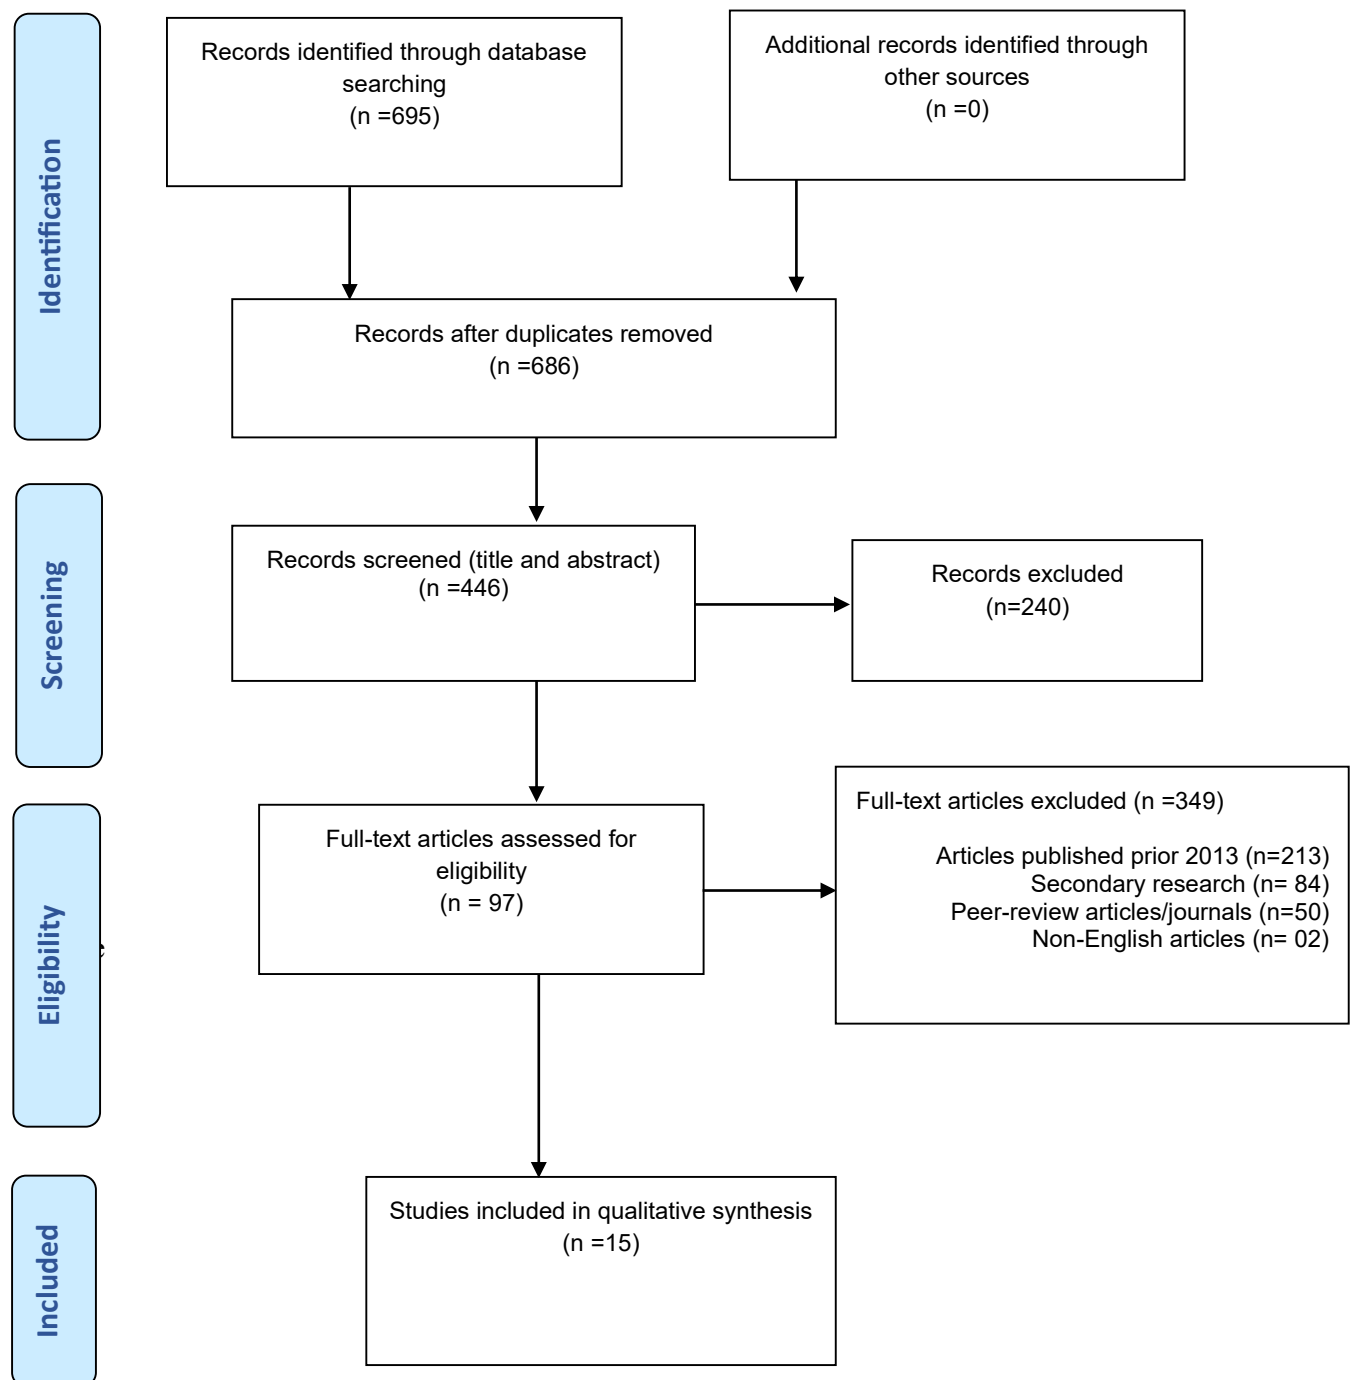 Identification
Records identified through database
searching
(n =695)
Additional records identified through
other sources
(n =0)
Records after duplicates removed
(n =686)
Screening
Records screened (title and abstract)
(n =446)
Records excluded
(n=240)
Eligibility
Full-text articles assessed for
eligibility
(n = 97)
Full-text articles excluded (n =349)
Articles published prior 2013 (n=213)
Secondary research (n= 84)
Peer-review articles/journals (n=50)
Non-English articles (n= 02)
Included
Studies included in qualitative synthesis
(n =15)